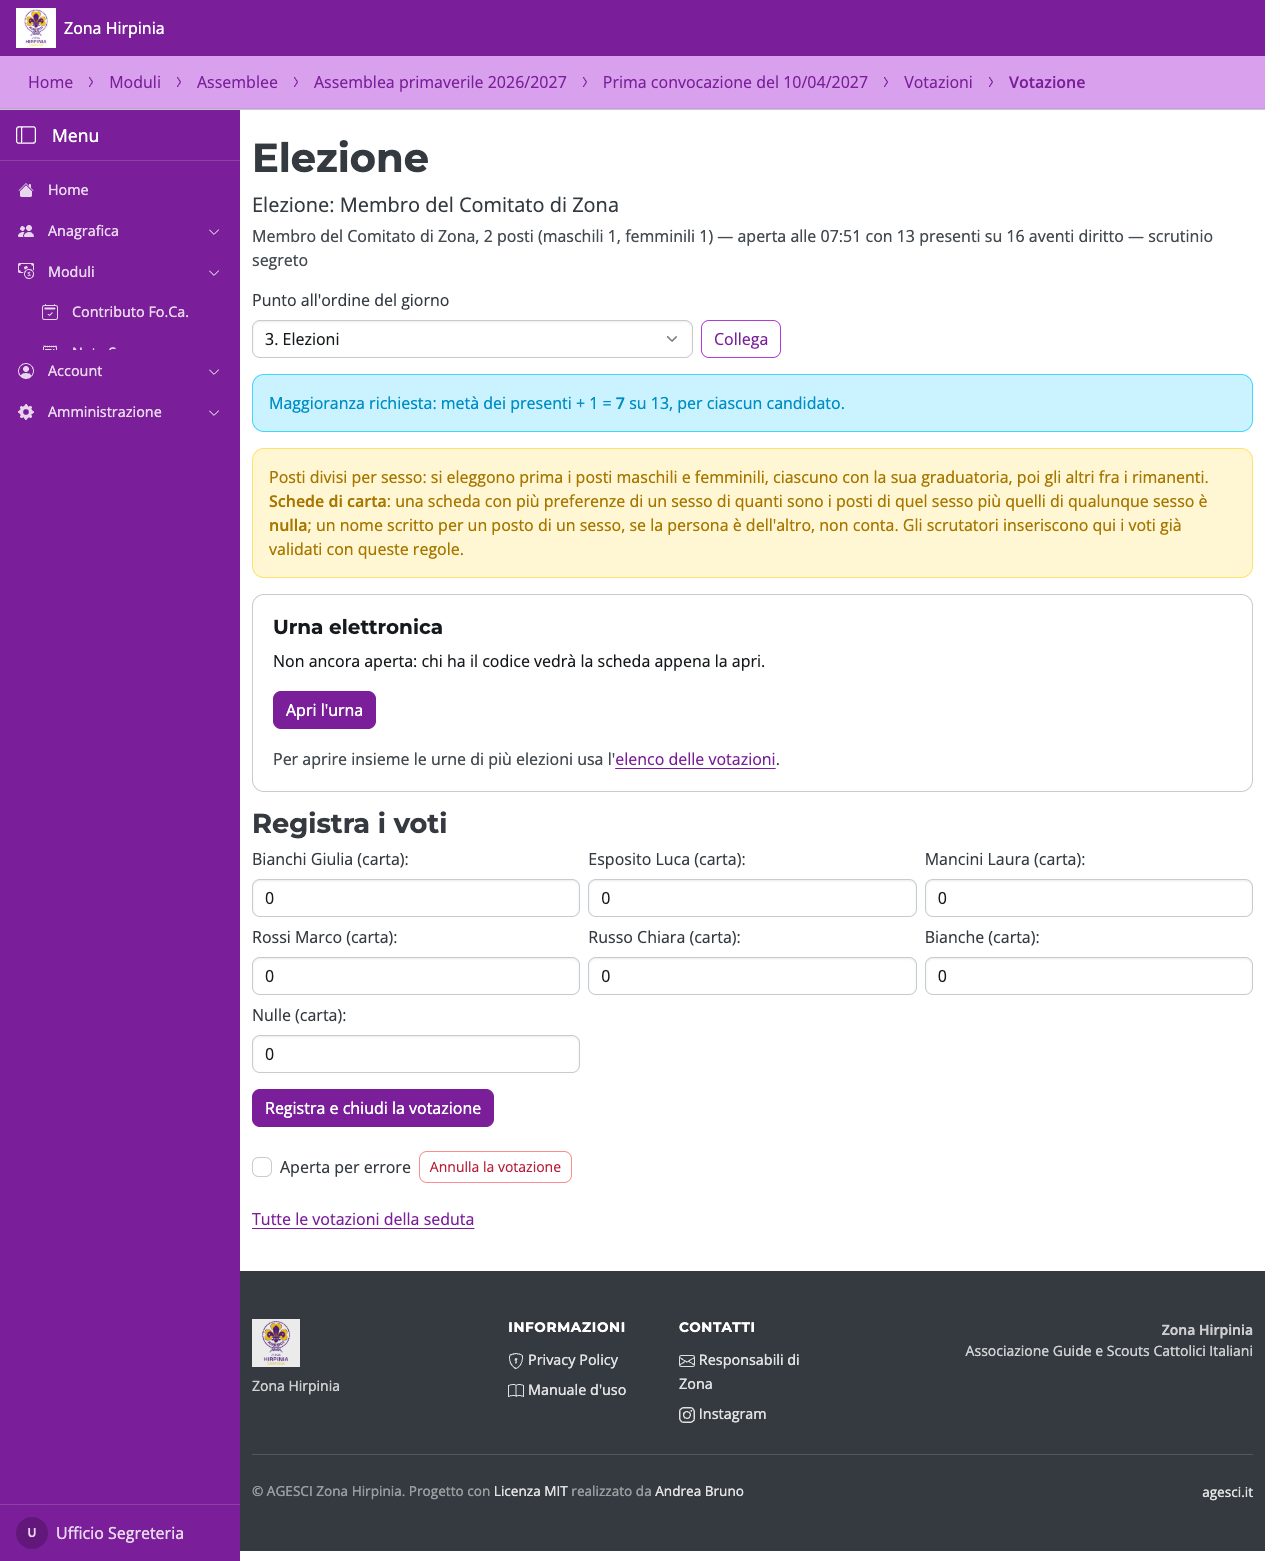 Zona Hirpinia
Home
Moduli
Assemblee
Assemblea primaverile 2026/2027
Prima convocazione del 10/04/2027
Votazioni
Votazione
Menu
Home
Anagrafica
Moduli
Contributo Fo.Ca.
Account
Amministrazione
Ufficio Segreteria
U
Elezione
Elezione: Membro del Comitato di Zona
Membro del Comitato di Zona, 2 posti (maschili 1, femminili 1) — aperta alle 07:51 con 13 presenti su 16 aventi diritto — scrutinio
segreto
Punto all'ordine del giorno
3. Elezioni
Collega
Maggioranza richiesta: metà dei presenti + 1 = 7 su 13, per ciascun candidato.
Posti divisi per sesso: si eleggono prima i posti maschili e femminili, ciascuno con la sua graduatoria, poi gli altri fra i rimanenti.
Schede di carta: una scheda con più preferenze di un sesso di quanti sono i posti di quel sesso più quelli di qualunque sesso è
nulla; un nome scritto per un posto di un sesso, se la persona è dell'altro, non conta. Gli scrutatori inseriscono qui i voti già
validati con queste regole.
Urna elettronica
Non ancora aperta: chi ha il codice vedrà la scheda appena la apri.
Apri l'urna
Per aprire insieme le urne di più elezioni usa l'elenco delle votazioni.
Registra i voti
Bianchi Giulia (carta):
0
Esposito Luca (carta):
0
Mancini Laura (carta):
0
Rossi Marco (carta):
0
Russo Chiara (carta):
0
Bianche (carta):
0
Nulle (carta):
0
Registra e chiudi la votazione
Aperta per errore
Annulla la votazione
Tutte le votazioni della seduta
HIRPINIA
Zona Hirpinia
INFORMAZIONI
Privacy Policy
Manuale d'uso
CONTATTI
Responsabili di
Zona
Instagram
Zona Hirpinia
Associazione Guide e Scouts Cattolici Italiani
© AGESCI Zona Hirpinia. Progetto con Licenza MIT realizzato da Andrea Bruno
agesci.it